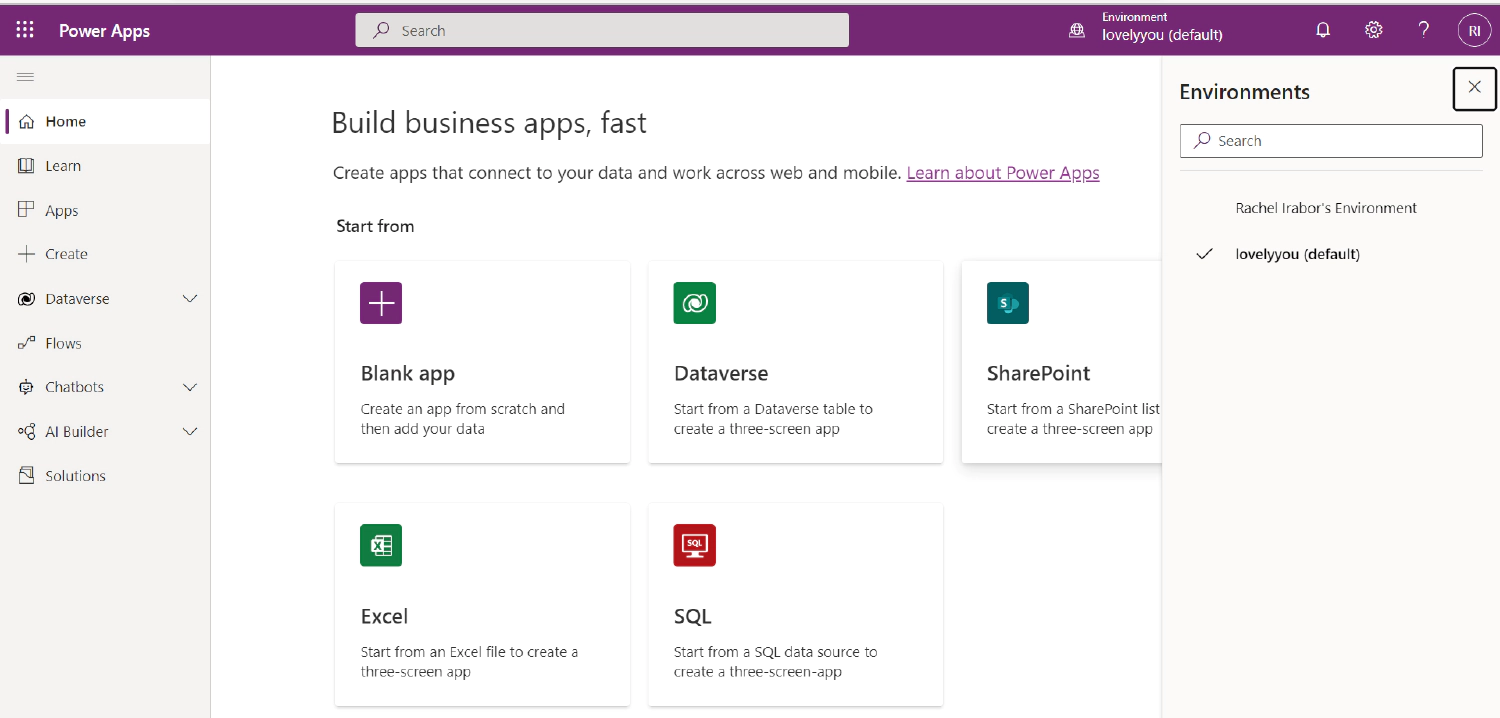 Power Apps
Search
Environment
lovelyyou (default)
RI
Home
Learn
Apps
Create
Dataverse
Flows
Chatbots
AI Builder
Solutions
Build business apps, fast
Create apps that connect to your data and work across web and mobile. Learn about Power Apps
Start from
Blank app
Create an app from scratch and
then add your data
Dataverse
Start from a Dataverse table to
create a three-screen app
S
SharePoint
Start from a SharePoint list
create a three-screen app
X
Excel
Start from an Excel file to create a
three-screen app
SQL
SQL
Start from a SQL data source to
create a three-screen-app
Environments
Search
Rachel Irabor's Environment
lovelyyou (default)